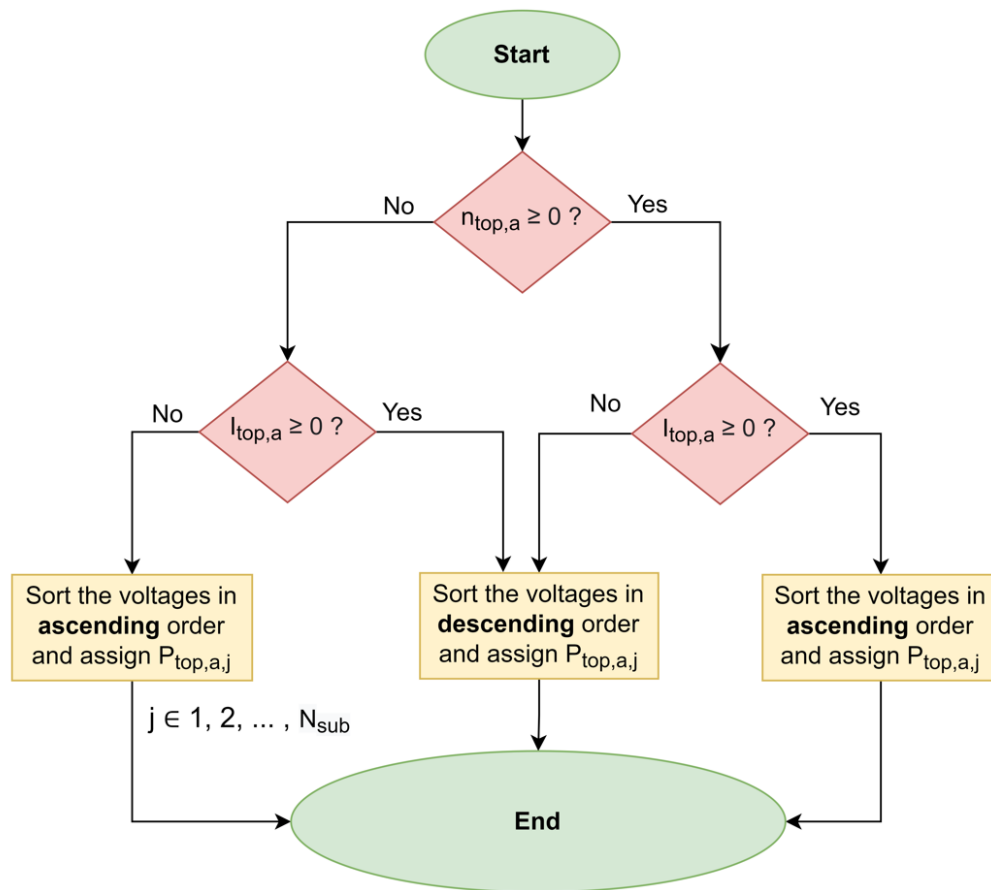 Start
n_top,a ≥ 0 ?
No
Yes
I_top,a ≥ 0 ?
No
Yes
I_top,a ≥ 0 ?
No
Yes
Sort the voltages in
ascending order
and assign P_top,a,j
Sort the voltages in
descending order
and assign P_top,a,j
Sort the voltages in
ascending order
and assign P_top,a,j
j ∈ 1, 2, ... , N_sub
End